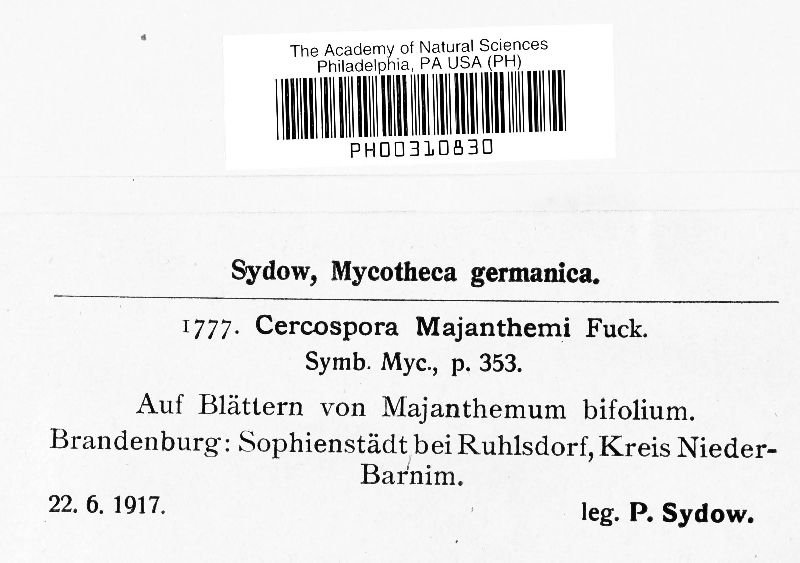 The Academy of Natural Sciences
Philadelphia, PA USA (PH)
PH00310830
Sydow, Mycotheca germanica.
1777. Cercospora Majanthemi Fuck.
Symb. Myc., p. 353.
Auf Blättern von Majanthemum bifolium.
Brandenburg: Sophienstädt bei Ruhlsdorf, Kreis Nieder-
Barnim.
22. 6. 1917.
leg. P. Sydow.